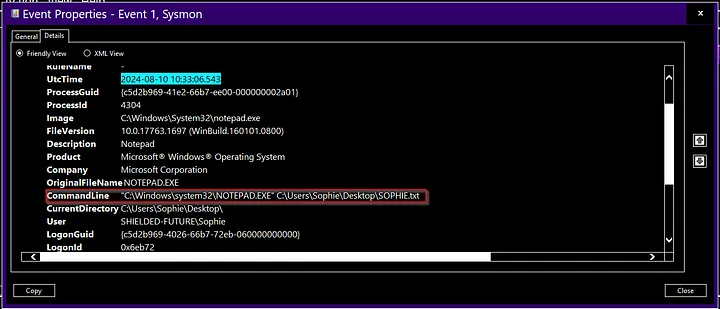 Event Properties - Event 1, Sysmon
General Details
Friendly View XML View
RuleName -
UtcTime 2024-08-10 10:33:06.543
ProcessGuid {c5d2b969-41e2-66b7-ee00-000000002a01}
ProcessId 4304
Image C:\Windows\System32\notepad.exe
FileVersion 10.0.17763.1697 (WinBuild.160101.0800)
Description Notepad
Product Microsoft® Windows® Operating System
Company Microsoft Corporation
OriginalFileName NOTEPAD.EXE
CommandLine "C:\Windows\system32\NOTEPAD.EXE" C:\Users\Sophie\Desktop\SOPHIE.txt
CurrentDirectory C:\Users\Sophie\Desktop\
User SHIELDED-FUTURE\Sophie
LogonGuid {c5d2b969-4026-66b7-72eb-060000000000}
LogonId 0x6eb72
Copy Close